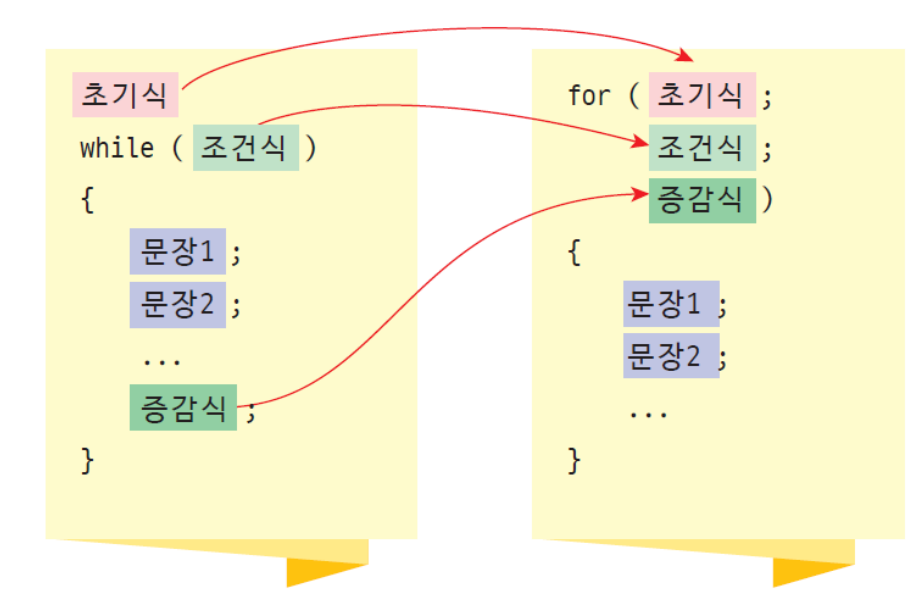 초기식
while ( 조건식 )
{
문장1 ;
문장2 ;
...
증감식 ;
}
for ( 초기식 ;
조건식 ;
증감식 )
{
문장1 ;
문장2 ;
...
}